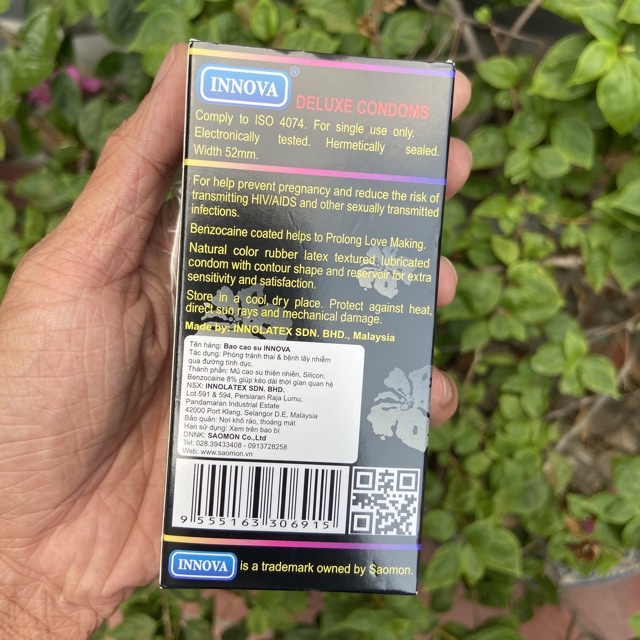 INNOVA®
DELUXE CONDOMS
Comply to ISO 4074. For single use only.
Electronically tested. Hermetically sealed.
Width 52mm.
For help prevent pregnancy and reduce the risk of
transmitting HIV/AIDS and other sexually transmitted
infections.
Benzocaine coated helps to Prolong Love Making.
Natural color rubber latex textured lubricated
condom with contour shape and reservoir for extra
sensitivity and satisfaction.
Store in a cool dry place. Protect against heat,
direct sun rays and mechanical damage.
Made by: INNOLATEX SDN. BHD., Malaysia
Tên hàng: Bao cao su INNOVA
Tác dụng: Phòng tránh thai & bệnh lây nhiễm
qua đường tình dục.
Thành phần: Mủ cao su thiên nhiên, Silicon,
Benzocaine 8% giúp kéo dài thời gian quan hệ
NSX: INNOLATEX SDN. BHD.
Lot 591 & 594, Persiaran Raja Lumu,
Pandamaran Industrial Estate
42000 Port Klang, Selangor D.E, Malaysia
Bảo quản: Nơi khô ráo, thoáng mát
Hạn sử dụng: Xem trên bao bì
DNNK: SAOMON Co.,Ltd
Tel: 028.39433408 - 0913728258
Web: www.saomon.vn
9 555163 306915
INNOVA is a trademark owned by Saomon.